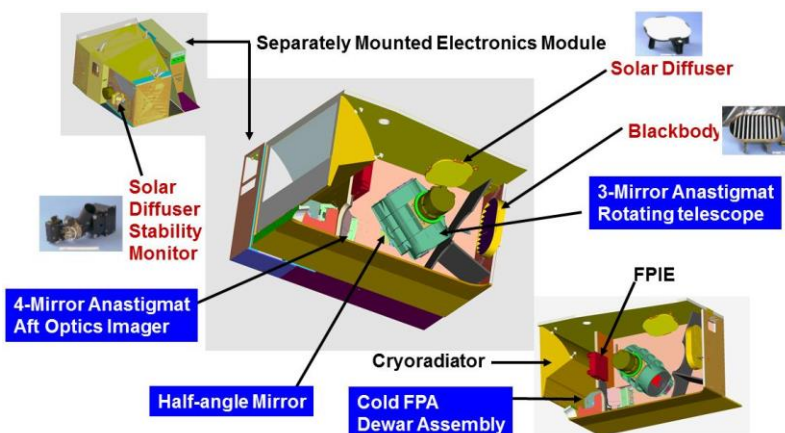 Separately Mounted Electronics Module
Solar Diffuser
Blackbody
3-Mirror Anastigmat
Rotating telescope
Solar
Diffuser
Stability
Monitor
4-Mirror Anastigmat
Aft Optics Imager
FPIE
Cryoradiator
Half-angle Mirror
Cold FPA
Dewar Assembly